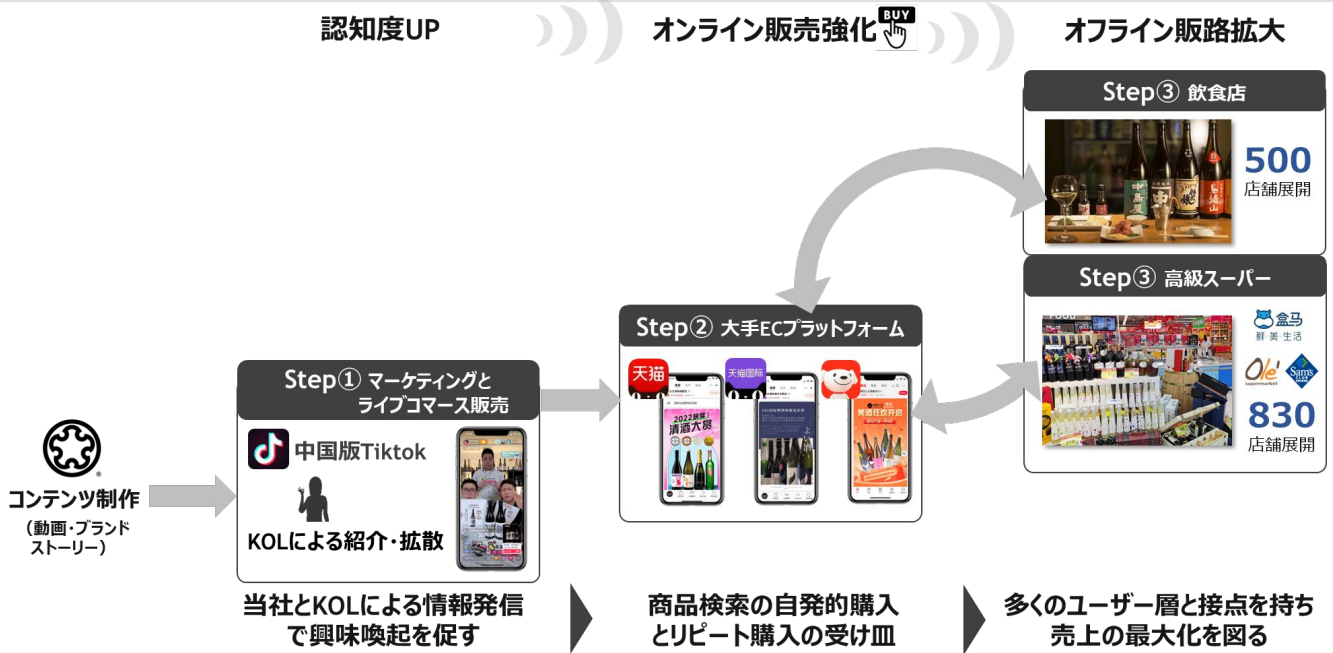 認知度UP
オンライン販売強化
BUY
オフライン販路拡大
Step③ 飲食店
500
店舗展開
Step③ 高級スーパー
盒马
鲜美生活
Olé
supermarket
Sam's
CLUB
830
店舗展開
Step② 大手ECプラットフォーム
天猫
天猫国际
2022获奖
清酒大赏
美酒狂欢开启
Step① マーケティングと
ライブコマース販売
中国版Tiktok
KOLによる紹介・拡散
コンテンツ制作
（動画・ブランド
ストーリー）
当社とKOLによる情報発信
で興味喚起を促す
商品検索の自発的購入
とリピート購入の受け皿
多くのユーザー層と接点を持ち
売上の最大化を図る